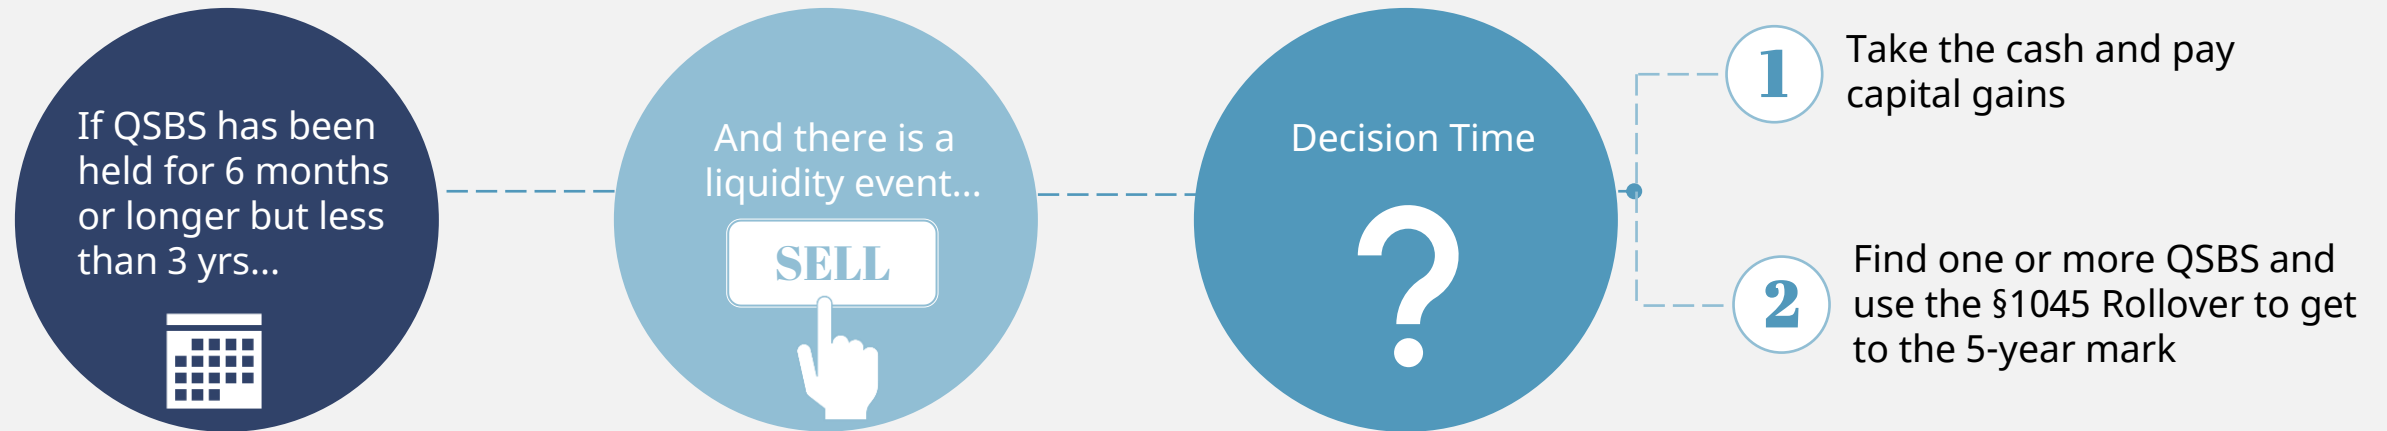 If QSBS has been
held for 6 months
or longer but less
than 3 yrs...
And there is a
liquidity event...
SELL
Decision Time
?
1
Take the cash and pay
capital gains
2
Find one or more QSBS and
use the §1045 Rollover to get
to the 5-year mark